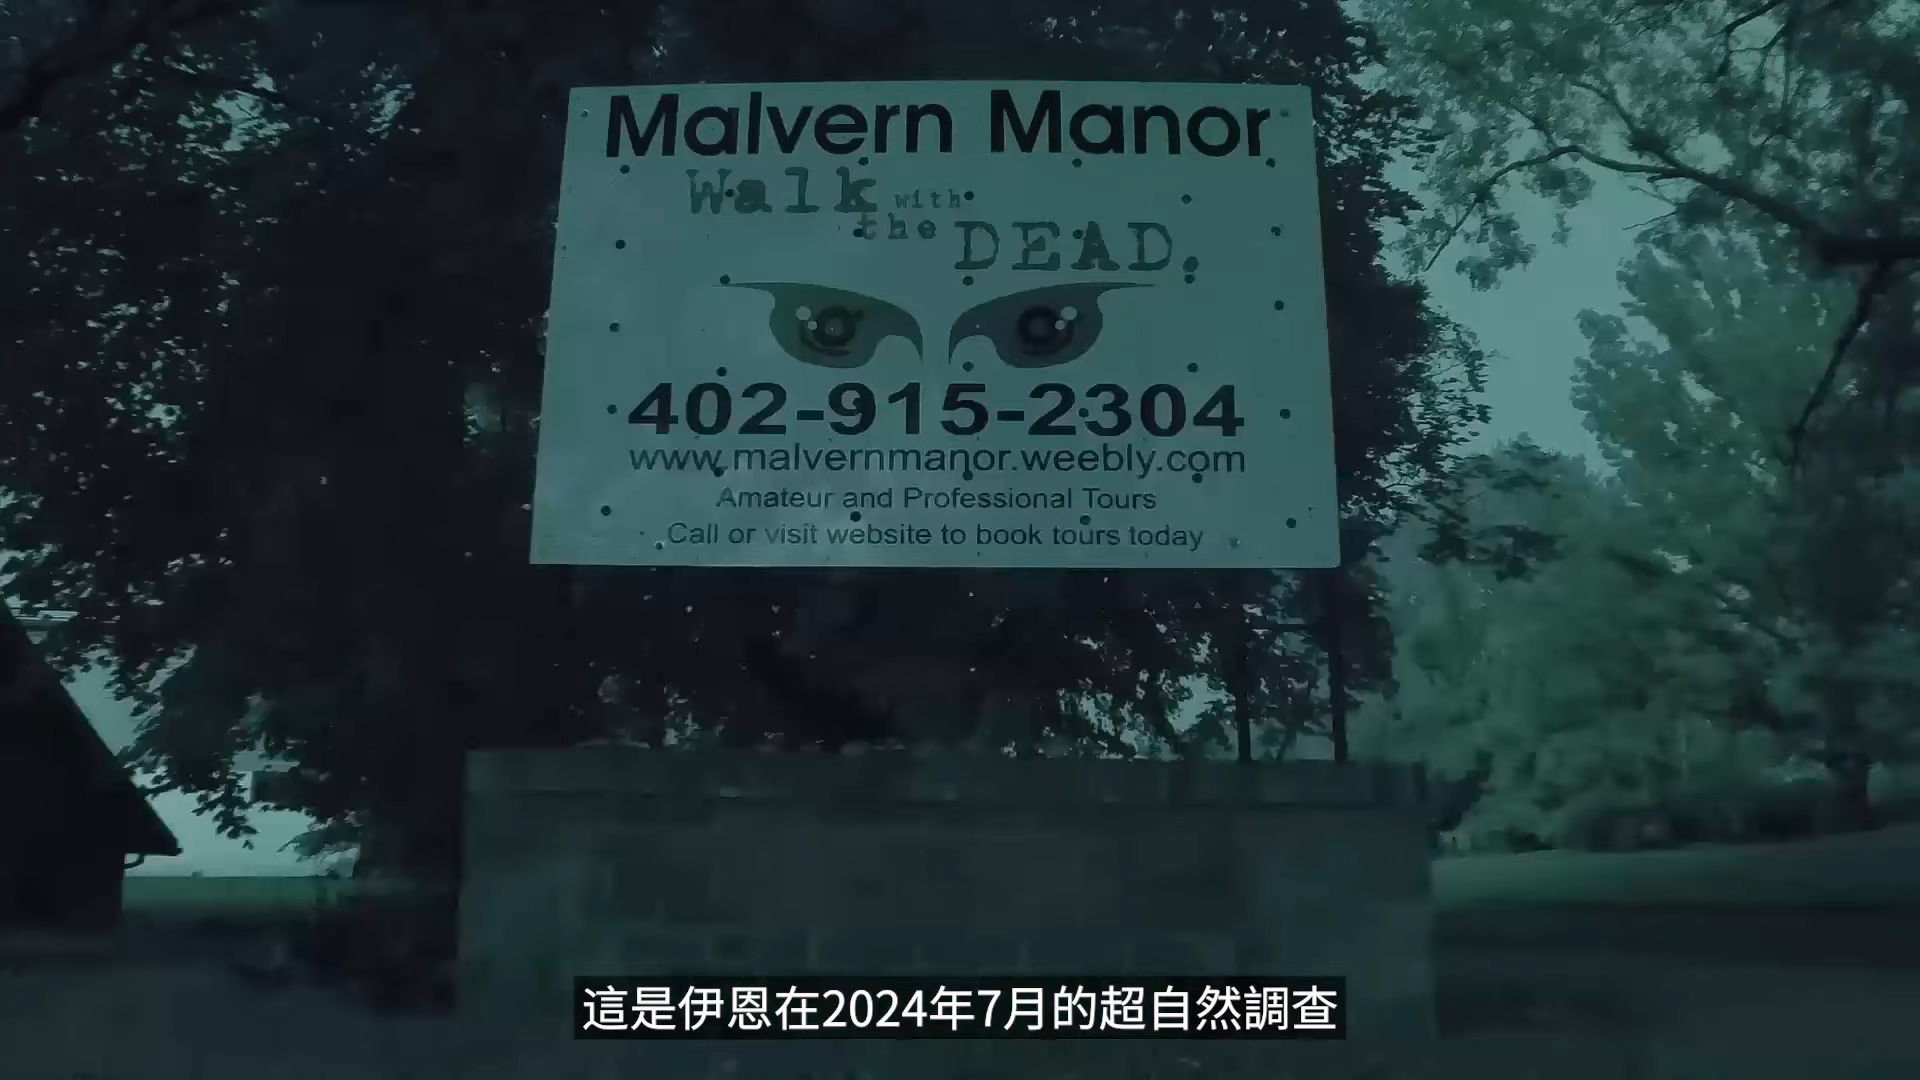 Malvern Manor
Walk with
the DEAD.
402-915-2304
www.malvernmanor.weebly.com
Amateur and Professional Tours
Call or visit website to book tours today
這是伊恩在2024年7月的超自然調查